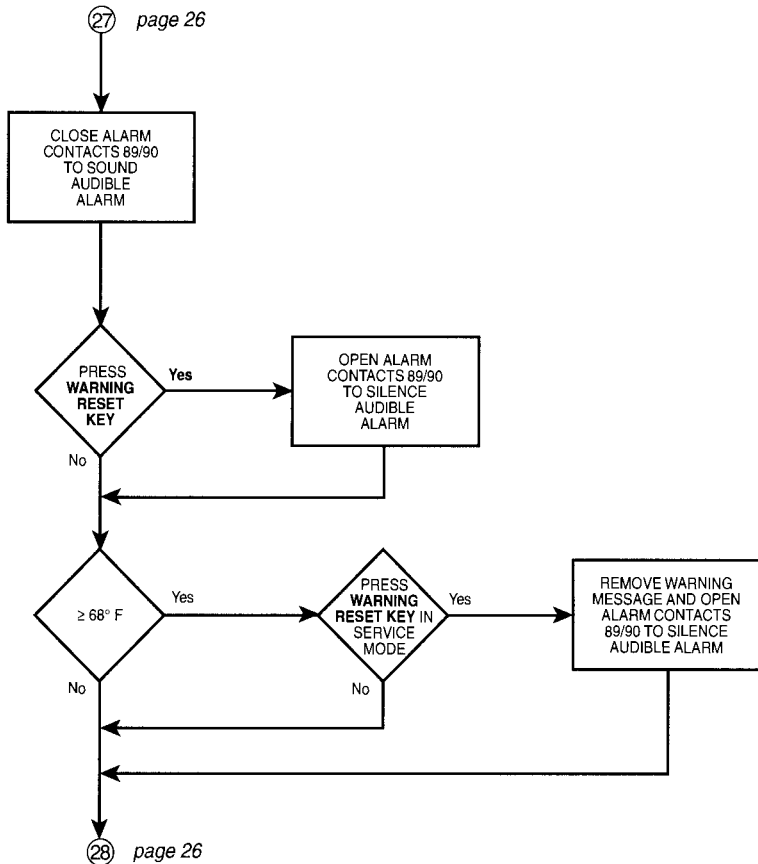 27 page 26
CLOSE ALARM
CONTACTS 89/90
TO SOUND
AUDIBLE
ALARM
PRESS
WARNING
RESET
KEY
Yes
No
OPEN ALARM
CONTACTS 89/90
TO SILENCE
AUDIBLE
ALARM
≥ 68° F
Yes
No
PRESS
WARNING
RESET KEY IN
SERVICE
MODE
Yes
No
REMOVE WARNING
MESSAGE AND OPEN
ALARM CONTACTS
89/90 TO SILENCE
AUDIBLE ALARM
28 page 26